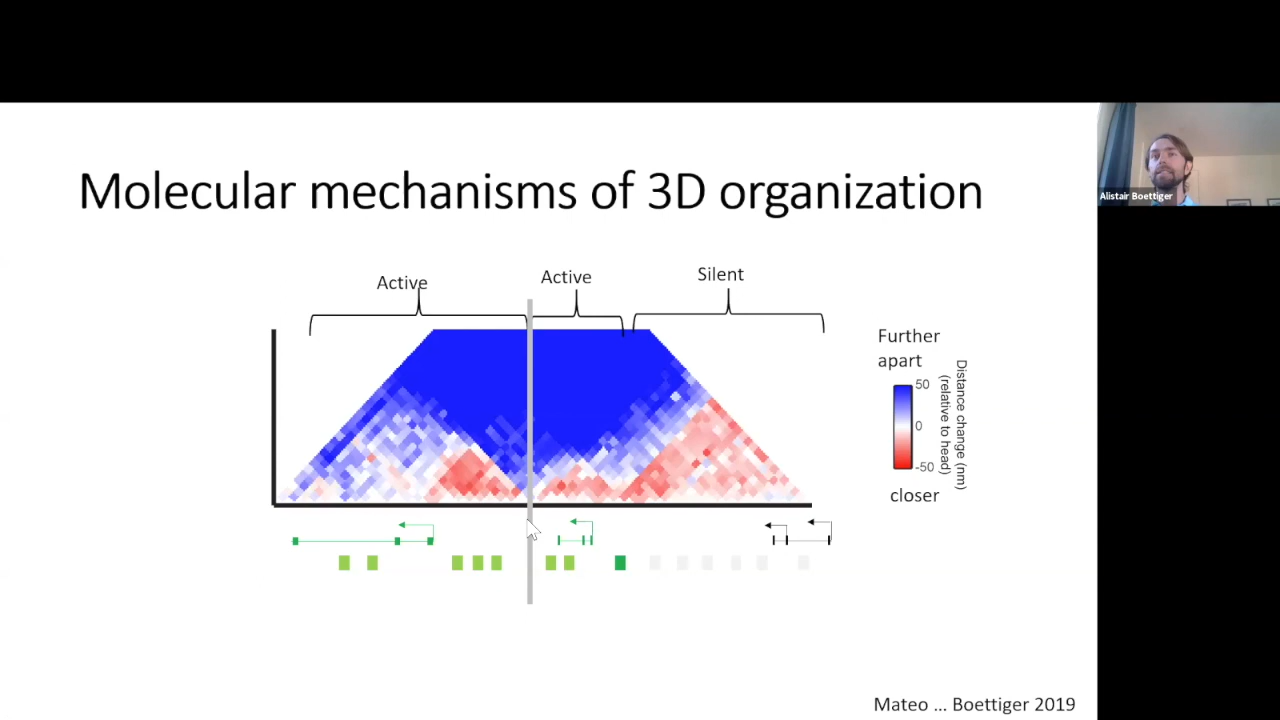 Alistair Boettiger
Molecular mechanisms of 3D organization
Active
Active
Silent
Further
apart
50
0
-50
Distance change (nm)
(relative to head)
closer
Mateo ... Boettiger 2019